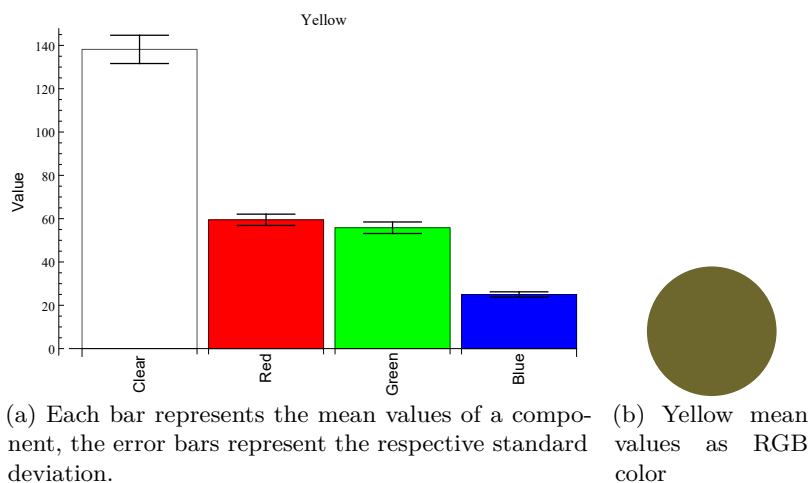 Yellow
140
120
100
80
60
40
20
0
Value
Clear
Red
Green
Blue
(a) Each bar represents the mean values of a compo-
nent, the error bars represent the respective standard
deviation.
(b) Yellow mean
values as RGB
color